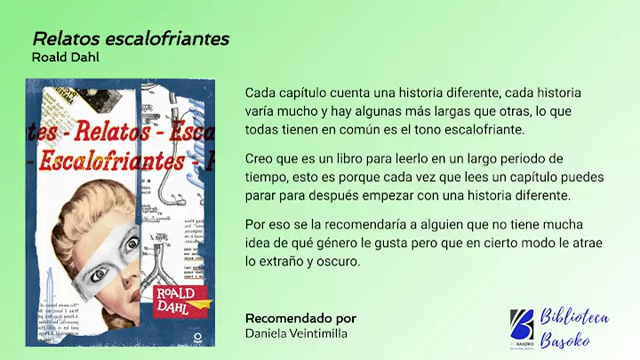 Relatos escalofriantes
Roald Dahl
Cada capítulo cuenta una historia diferente, cada historia
varía mucho y hay algunas más largas que otras, lo que
todas tienen en común es el tono escalofriante.
Creo que es un libro para leerlo en un largo periodo de
tiempo, esto es porque cada vez que lees un capítulo puedes
parar para después empezar con una historia diferente.
Por eso se la recomendaría a alguien que no tiene mucha
idea de qué género le gusta pero que en cierto modo le atrae
lo extraño y oscuro.
Recomendado por
Daniela Veintimilla
tes - Relatos - Esca
- Escalofriantes - R
ROALD
DAHL
loqueleo
BASOKO
Biblioteca
Basoko